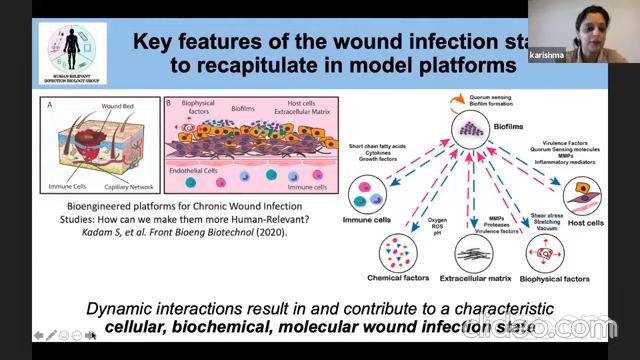 HUMAN-RELEVANT
INFECTION BIOLOGY GROUP
Key features of the wound infection sta
to recapitulate in model platforms
karishma
A
Wound Bed
Immune Cells
Capillary Network
B
Biophysical
factors
Biofilms
Host cells
Extracellular Matrix
Endothelial Cells
Immune cells
Bioengineered platforms for Chronic Wound Infection
Studies: How can we make them more Human-Relevant?
Kadam S, et al. Front Bioeng Biotechnol (2020).
Quorum sensing
Biofilm formation
Biofilms
Short chain fatty acids
Cytokines
Growth factors
Virulence Factors
Quorum Sensing molecules
MMPs
Inflammatory mediators
Immune cells
Oxygen
ROS
pH
MMPs
Proteases
Virulence factors
Shear stress
Stretching
Vacuum
Host cells
Chemical factors
Extracellular matrix
Biophysical factors
Dynamic interactions result in and contribute to a characteristic
cellular, biochemical, molecular wound infection state
clideo.com